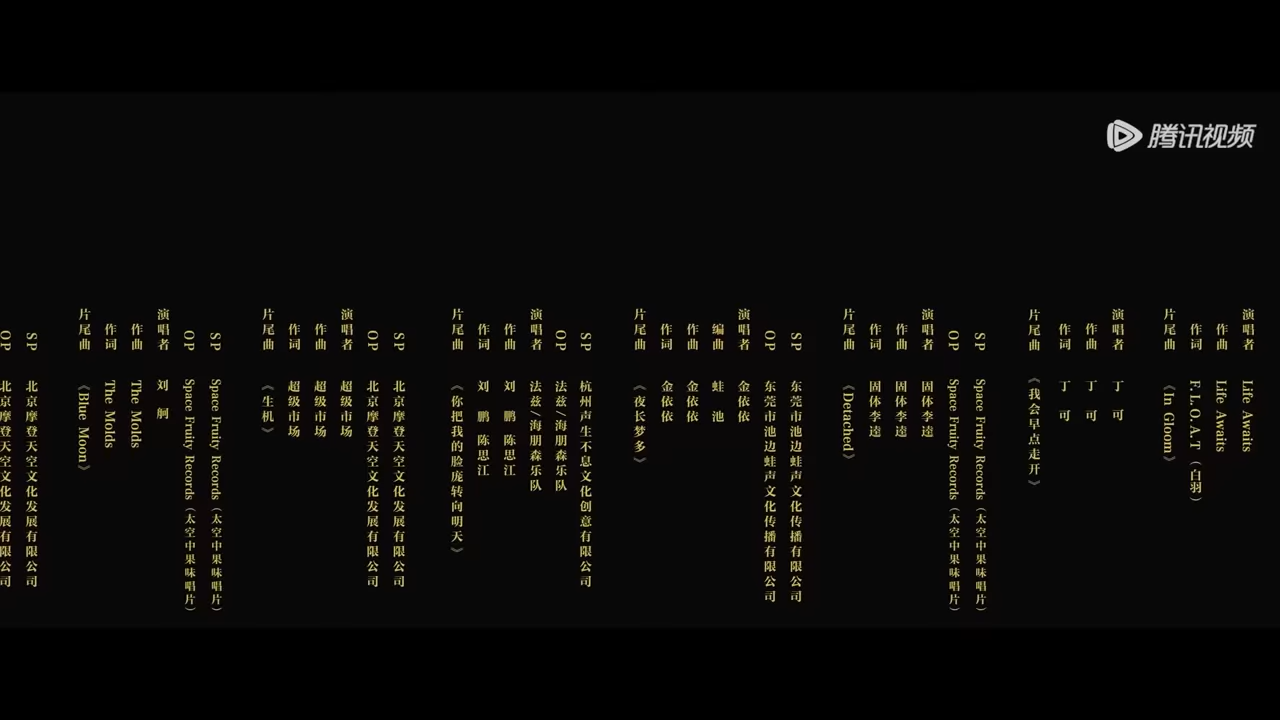 腾讯视频
OP 北京摩登天空文化发展有限公司
SP 北京摩登天空文化发展有限公司
片尾曲 《Blue Moon》
作词 The Molds
作曲 The Molds
演唱者 刘 舸
OP Space Fruity Records（太空中果味唱片）
SP Space Fruity Records（太空中果味唱片）
片尾曲 《生机》
作词 超级市场
作曲 超级市场
演唱者 超级市场
OP 北京摩登天空文化发展有限公司
SP 北京摩登天空文化发展有限公司
片尾曲 《你把我的脸庞转向明天》
作词 刘 鹏 陈思江
作曲 刘 鹏 陈思江
演唱者 法兹/海朋森乐队
OP 法兹/海朋森乐队
SP 杭州声生不息文化创意有限公司
片尾曲 《夜长梦多》
作词 金依依
作曲 金依依
编曲 蛙 池
演唱者 金依依
OP 东莞市池边蛙声文化传播有限公司
SP 东莞市池边蛙声文化传播有限公司
片尾曲 《Detached》
作词 固体李逵
作曲 固体李逵
演唱者 固体李逵
OP Space Fruity Records（太空中果味唱片）
SP Space Fruity Records（太空中果味唱片）
片尾曲 《我会早点走开》
作词 丁 可
作曲 丁 可
演唱者 丁 可
片尾曲 《In Gloom》
作词 F.L.O.A.T（白羽）
作曲 Life Awaits
演唱者 Life Awaits